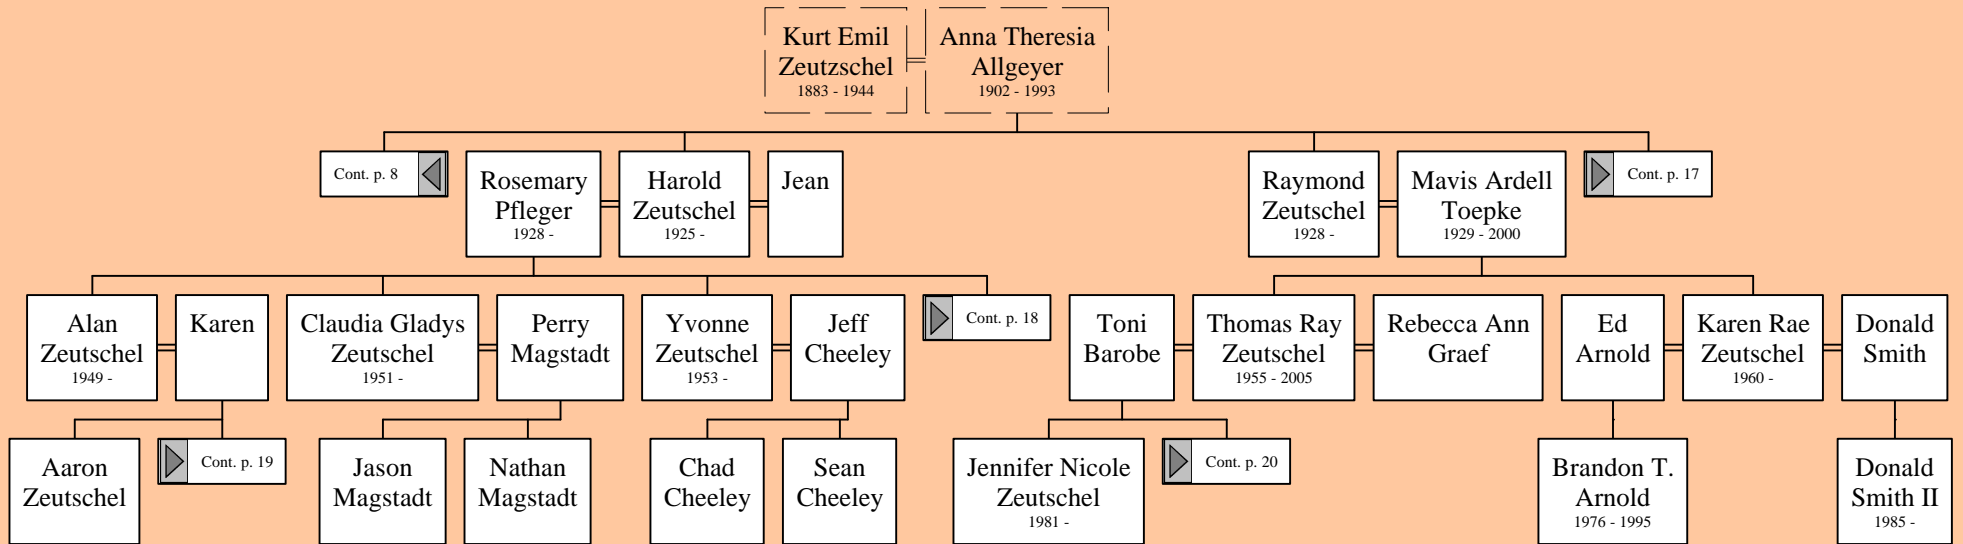 Kurt Emil
Zeutzschel
1883 - 1944
Anna Theresia
Allgeyer
1902 - 1993
Cont. p. 8
Rosemary
Pfleger
1928 -
Harold
Zeutschel
1925 -
Jean
Raymond
Zeutschel
1928 -
Mavis Ardell
Toepke
1929 - 2000
Cont. p. 17
Alan
Zeutschel
1949 -
Karen
Claudia Gladys
Zeutschel
1951 -
Perry
Magstadt
Yvonne
Zeutschel
1953 -
Jeff
Cheeley
Cont. p. 18
Toni
Barobe
Thomas Ray
Zeutschel
1955 - 2005
Rebecca Ann
Graef
Ed
Arnold
Karen Rae
Zeutschel
1960 -
Donald
Smith
Aaron
Zeutschel
Cont. p. 19
Jason
Magstadt
Nathan
Magstadt
Chad
Cheeley
Sean
Cheeley
Jennifer Nicole
Zeutschel
1981 -
Cont. p. 20
Brandon T.
Arnold
1976 - 1995
Donald
Smith II
1985 -